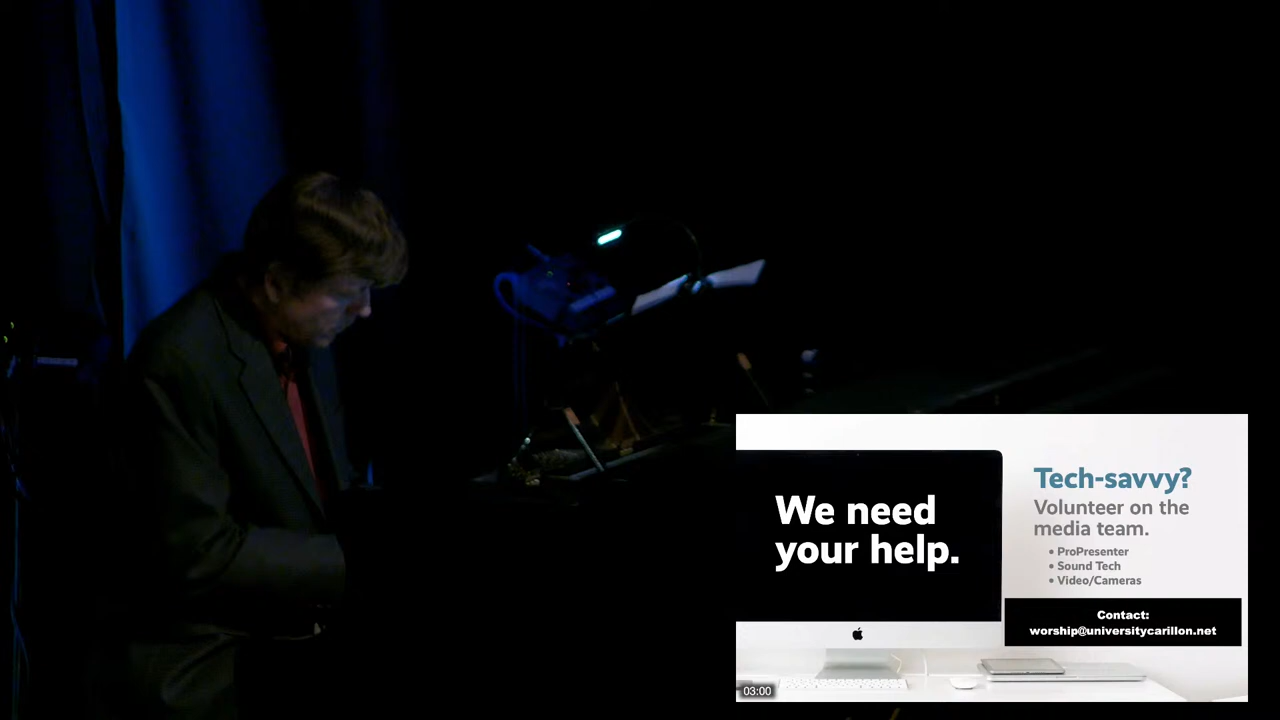 We need
your help.
Tech-savvy?
Volunteer on the
media team.
• ProPresenter
• Sound Tech
• Video/Cameras
Contact:
worship@universitycarillon.net
03:00